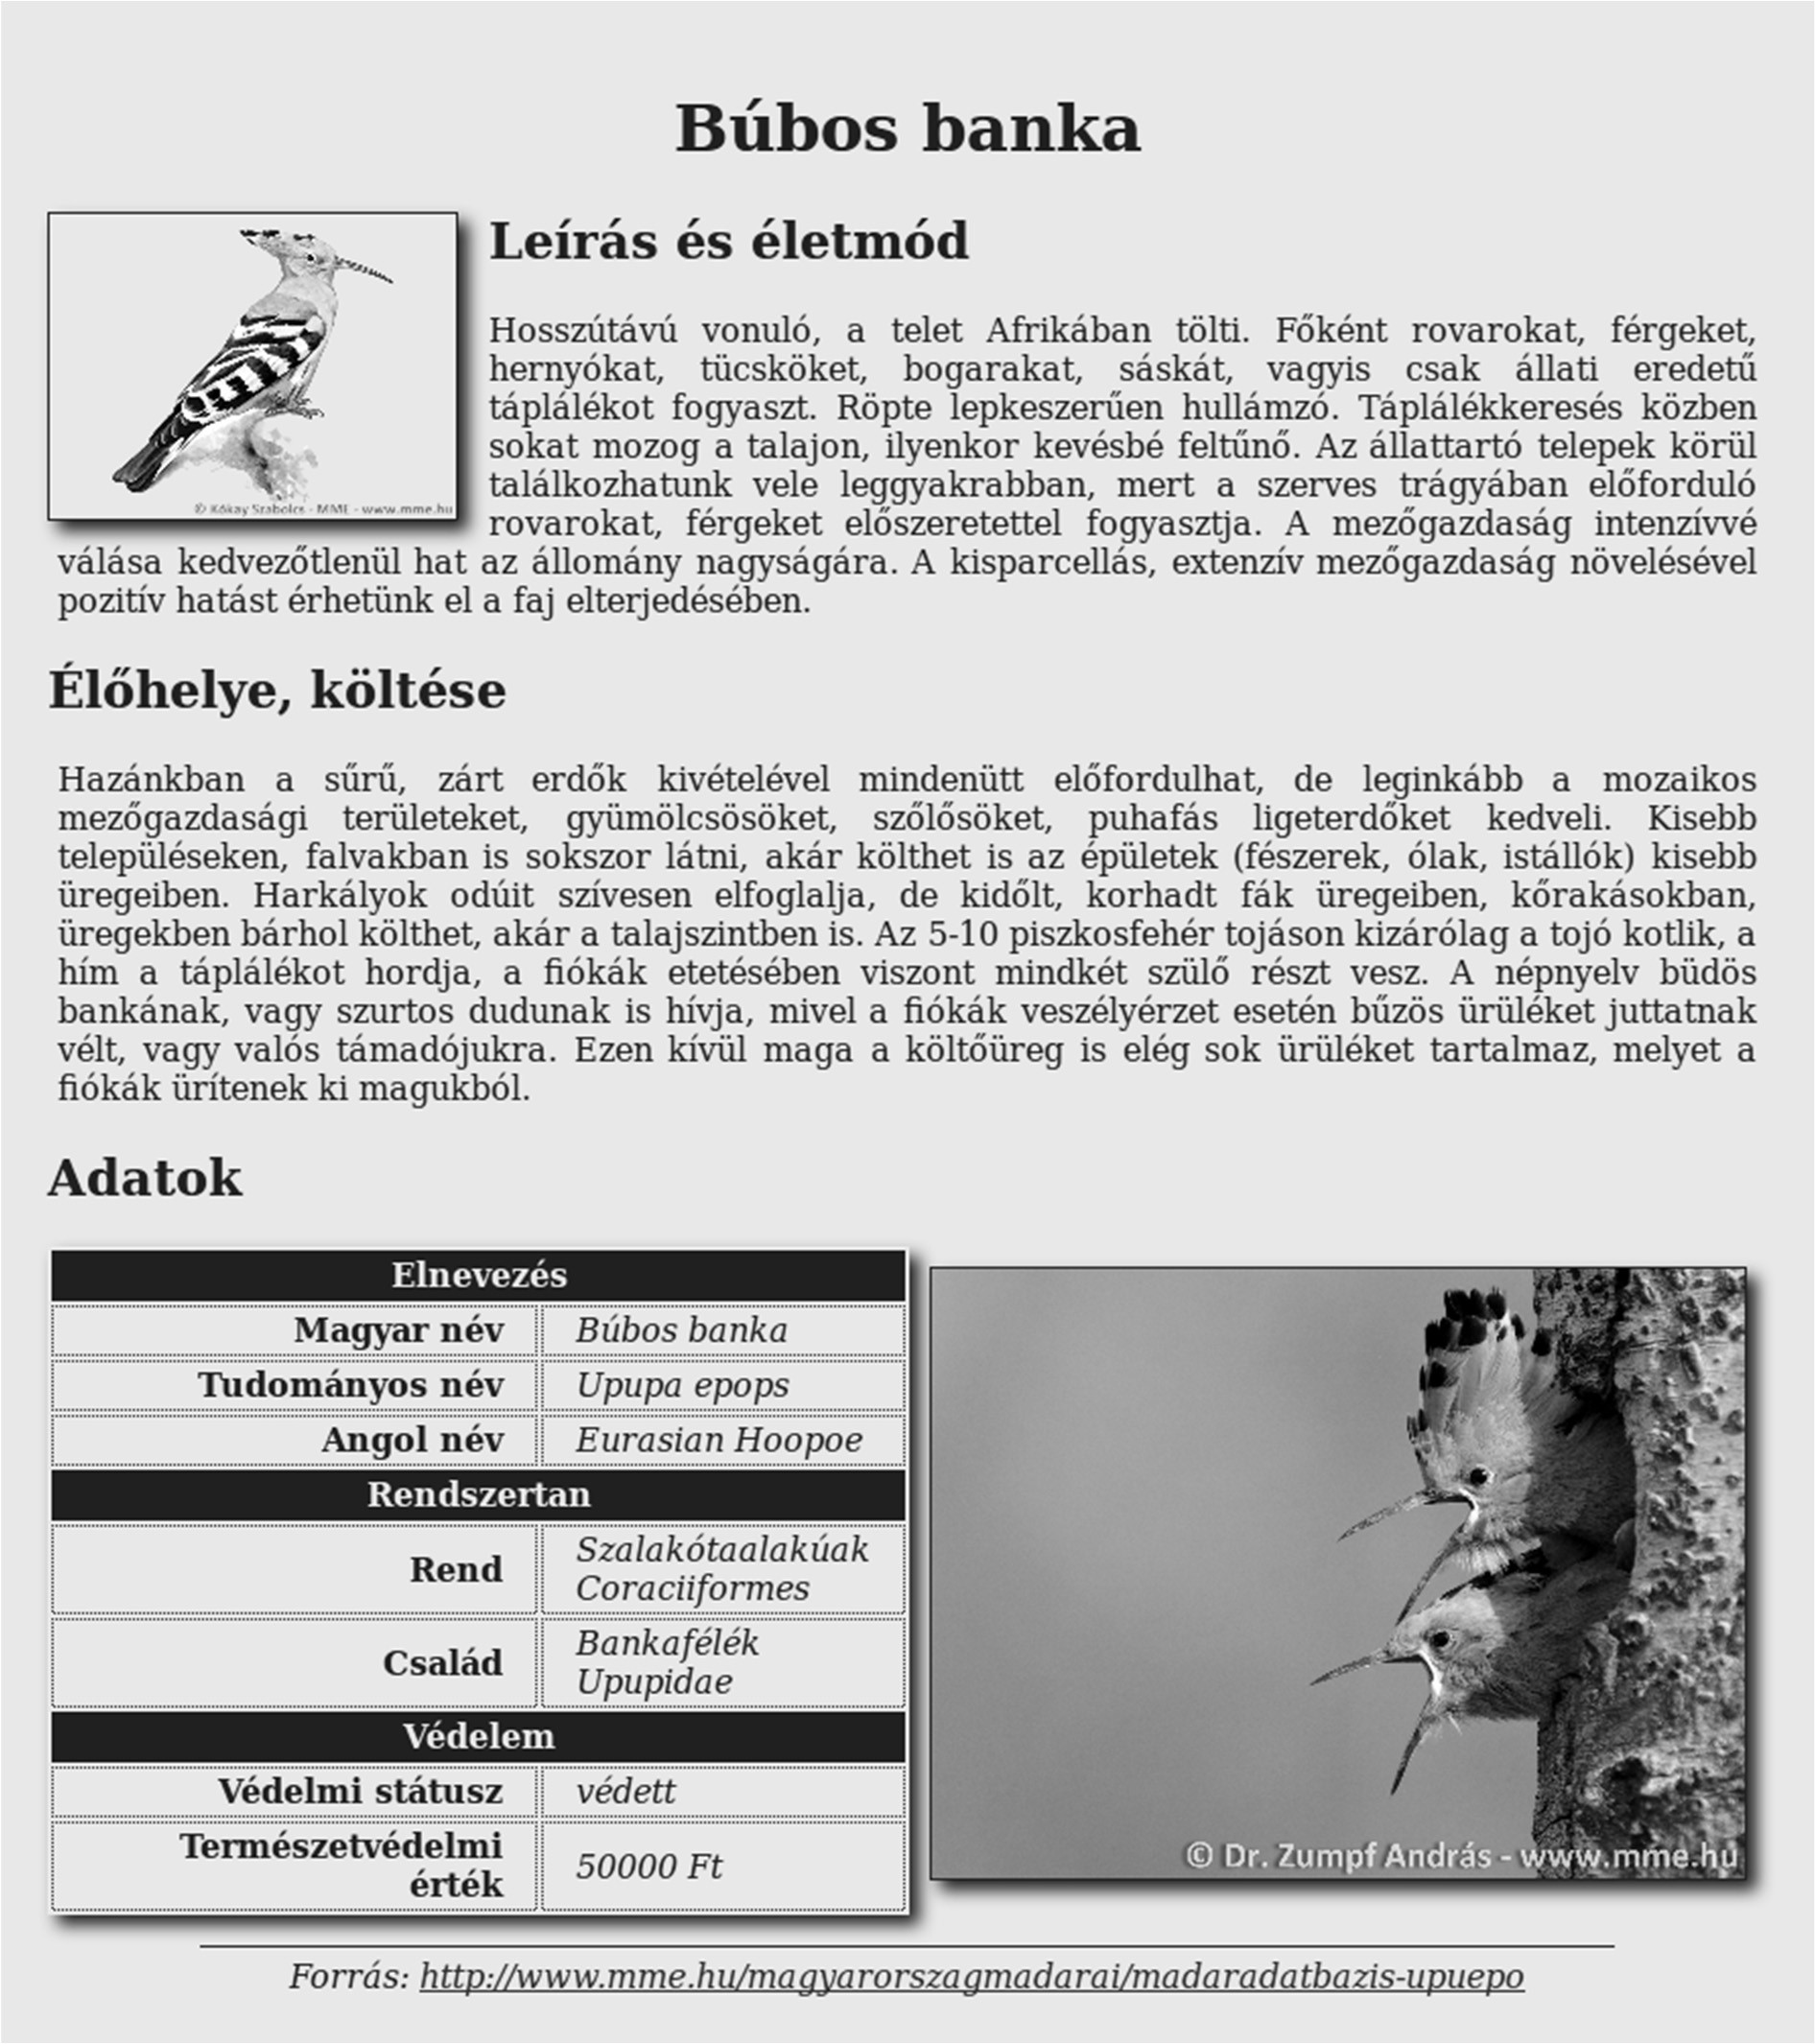 Búbos banka
© Kókay Szabolcs - MME - www.mme.hu
Leírás és életmód
Hosszútávú vonuló, a telet Afrikában tölti. Főként rovarokat, férgeket,
hernyókat, tücsköket, bogarakat, sáskát, vagyis csak állati eredetű
táplálékot fogyaszt. Röpte lepkeszerűen hullámzó. Táplálékkeresés közben
sokat mozog a talajon, ilyenkor kevésbé feltűnő. Az állattartó telepek körül
találkozhatunk vele leggyakrabban, mert a szerves trágyában előforduló
rovarokat, férgeket előszeretettel fogyasztja. A mezőgazdaság intenzívvé
válása kedvezőtlenül hat az állomány nagyságára. A kisparcellás, extenzív mezőgazdaság növelésével
pozitív hatást érhetünk el a faj elterjedésében.
Élőhelye, költése
Hazánkban a sűrű, zárt erdők kivételével mindenütt előfordulhat, de leginkább a mozaikos
mezőgazdasági területeket, gyümölcsösöket, szőlősöket, puhafás ligeterdőket kedveli. Kisebb
településeken, falvakban is sokszor látni, akár költhet is az épületek (fészerek, ólak, istállók) kisebb
üregeiben. Harkályok odúit szívesen elfoglalja, de kidőlt, korhadt fák üregeiben, kőrakásokban,
üregekben bárhol költhet, akár a talajszintben is. Az 5-10 piszkosfehér tojáson kizárólag a tojó kotlik, a
hím a táplálékot hordja, a fiókák etetésében viszont mindkét szülő részt vesz. A népnyelv büdös
bankának, vagy szurtos dudunak is hívja, mivel a fiókák veszélyérzet esetén bűzös ürüléket juttatnak
vélt, vagy valós támadójukra. Ezen kívül maga a költőüreg is elég sok ürüléket tartalmaz, melyet a
fiókák ürítenek ki magukból.
Adatok
Elnevezés
Magyar név Búbos banka
Tudományos név Upupa epops
Angol név Eurasian Hoopoe
Rendszertan
Rend Szalakótaalakúak
Coraciiformes
Család Bankafélék
Upupidae
Védelem
Védelmi státusz védett
Természetvédelmi
érték 50000 Ft
© Dr. Zumpf András - www.mme.hu
Forrás: http://www.mme.hu/magyarorszagmadarai/madaradatbazis-upuepo